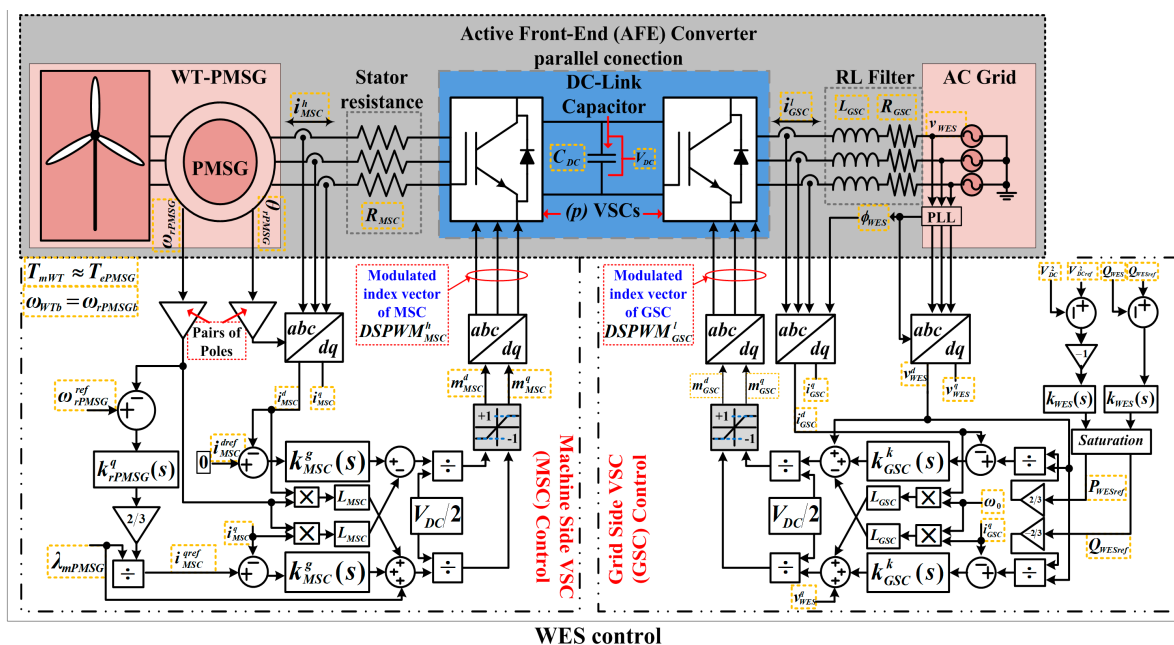 Active Front-End (AFE) Converter
parallel conection
WT-PMSG
Stator
resistance
DC-Link
Capacitor
RL Filter
AC Grid
i^h_MSC
i^l_GSC
L_GSC
R_GSC
v_WES
PMSG
C_DC
V_DC
R_MSC
(p) VSCs
ω_rPMSG
θ_rPMSG
ϕ_WES
PLL
T_mWT ≈ T_ePMSG
ω_WTb = ω_rPMSGb
Pairs of
Poles
Modulated
index vector
of MSC
DSPWM^h_MSC
Modulated
index vector
of GSC
DSPWM^l_GSC
V^2_DC
V^2_DCref
Q_WES
Q_WESref
abc
dq
abc
dq
abc
dq
abc
dq
abc
dq
-1
i^d_MSC
i^q_MSC
m^d_MSC
m^q_MSC
m^d_GSC
m^q_GSC
i^q_GSC
i^d_GSC
v^d_WES
v^q_WES
k_WES(s)
k_WES(s)
ω^ref_rPMSG
+1
-1
+1
-1
Saturation
0
i^dref_MSC
k^g_MSC(s)
÷
÷
k^k_GSC(s)
÷
k^q_rPMSG(s)
×
L_MSC
L_GSC
×
P_WESref
2/3
V_DC/2
V_DC/2
ω_0
2/3
i^q_MSC
×
L_MSC
L_GSC
×
i^q_GSC
-2/3
Q_WESref
λ_mPMSG
÷
i^qref_MSC
k^g_MSC(s)
÷
÷
k^k_GSC(s)
÷
v^d_WES
Machine Side VSC
(MSC) Control
Grid Side VSC
(GSC) Control
WES control